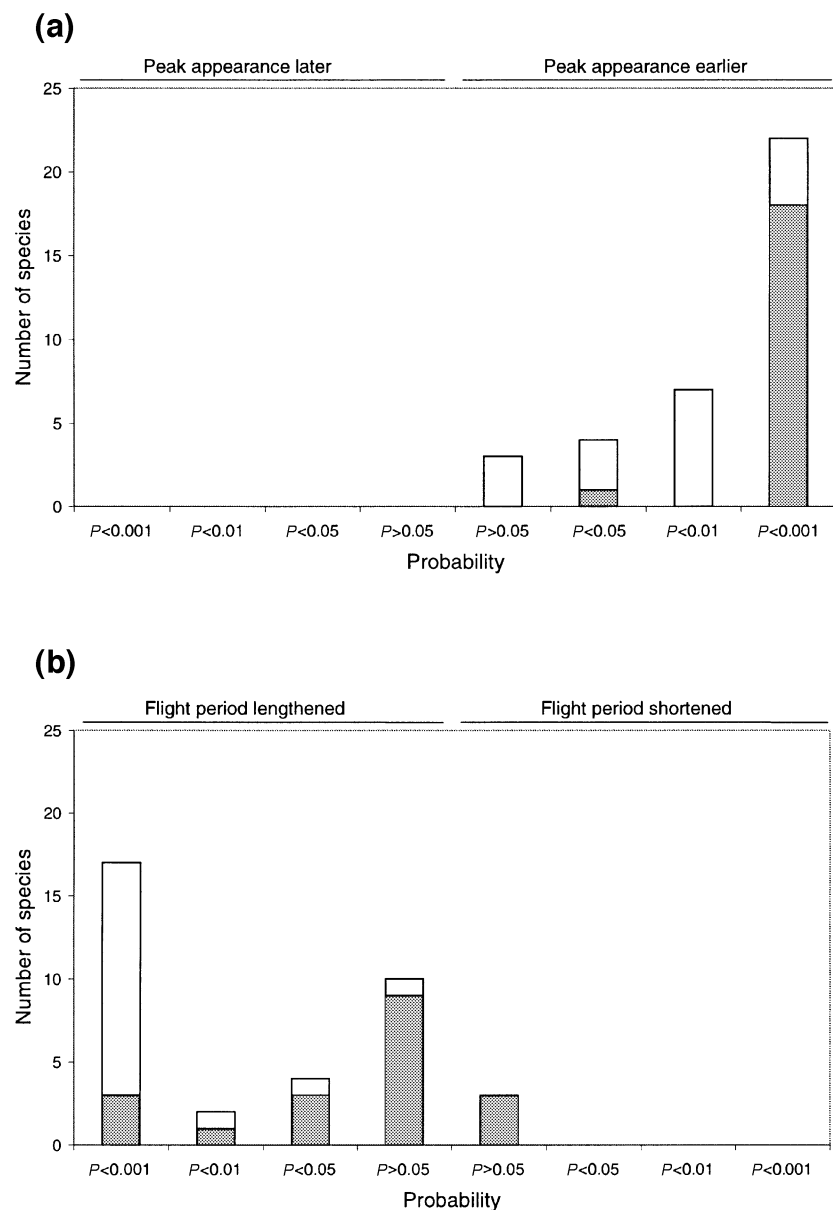 (a)
Peak appearance later Peak appearance earlier
25
20
15
10
5
0
Number of species
P<0.001 P<0.01 P<0.05 P>0.05 P>0.05 P<0.05 P<0.01 P<0.001
Probability
(b)
Flight period lengthened Flight period shortened
25
20
15
10
5
0
Number of species
P<0.001 P<0.01 P<0.05 P>0.05 P>0.05 P<0.05 P<0.01 P<0.001
Probability